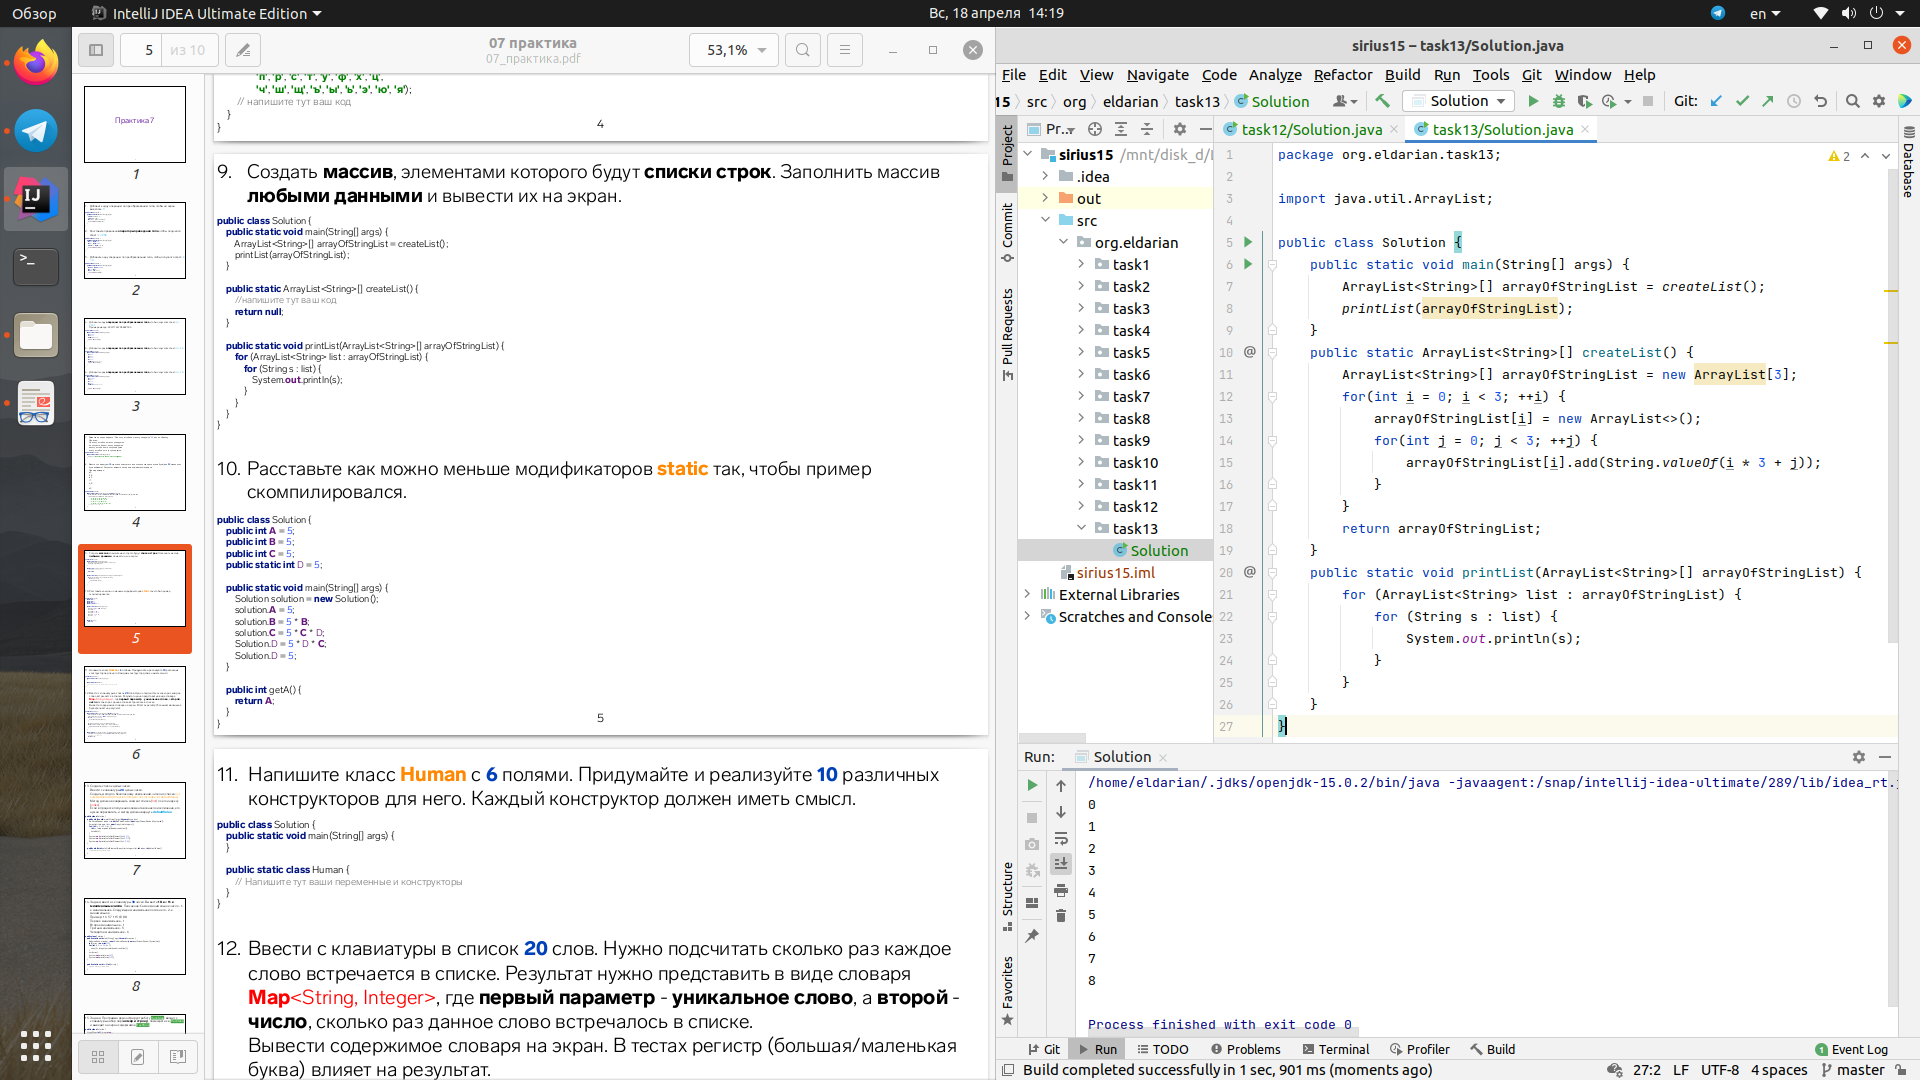 Обзор
IntelliJ IDEA Ultimate Edition
Вс, 18 апреля 14:19
en
5 из 10
07 практика
07_практика.pdf
53,1%
Практика 7
1
2
3
4
5
6
7
8
'п', 'р', 'с', 'т', 'у', 'ф', 'х', 'ц',
'ч', 'ш', 'щ', 'ъ', 'ы', 'ь', 'э', 'ю', 'я');
// напишите тут ваш код
}
}
4
9. Создать массив, элементами которого будут списки строк. Заполнить массив
любыми данными и вывести их на экран.
public class Solution {
public static void main(String[] args) {
ArrayList<String>[] arrayOfStringList = createList();
printList(arrayOfStringList);
}
public static ArrayList<String>[] createList() {
//напишите тут ваш код
return null;
}
public static void printList(ArrayList<String>[] arrayOfStringList) {
for (ArrayList<String> list : arrayOfStringList) {
for (String s : list) {
System.out.println(s);
}
}
}
}
10. Расставьте как можно меньше модификаторов static так, чтобы пример
скомпилировался.
public class Solution {
public int A = 5;
public int B = 5;
public int C = 5;
public static int D = 5;
public static void main(String[] args) {
Solution solution = new Solution();
solution.A = 5;
solution.B = 5 * B;
solution.C = 5 * C * D;
Solution.D = 5 * D * C;
Solution.D = 5;
}
public int getA() {
return A;
}
}
5
11. Напишите класс Human с 6 полями. Придумайте и реализуйте 10 различных
конструкторов для него. Каждый конструктор должен иметь смысл.
public class Solution {
public static void main(String[] args) {
}
public static class Human {
// Напишите тут ваши переменные и конструкторы
}
}
12. Ввести с клавиатуры в список 20 слов. Нужно подсчитать сколько раз каждое
слово встречается в списке. Результат нужно представить в виде словаря
Map<String, Integer>, где первый параметр - уникальное слово, а второй -
число, сколько раз данное слово встречалось в списке.
Вывести содержимое словаря на экран. В тестах регистр (большая/маленькая
буква) влияет на результат.
sirius15 – task13/Solution.java
File Edit View Navigate Code Analyze Refactor Build Run Tools Git Window Help
15 src org eldarian task13 Solution
Solution
Git:
Project
Commit
Pull Requests
Structure
Favorites
Database
Pr..
sirius15 /mnt/disk_d/
.idea
out
src
org.eldarian
task1
task2
task3
task4
task5
task6
task7
task8
task9
task10
task11
task12
task13
Solution
sirius15.iml
External Libraries
Scratches and Console
task12/Solution.java
task13/Solution.java
2
1 package org.eldarian.task13;
2
3 import java.util.ArrayList;
4
5 public class Solution {
6 public static void main(String[] args) {
7 ArrayList<String>[] arrayOfStringList = createList();
8 printList(arrayOfStringList);
9 }
10 @ public static ArrayList<String>[] createList() {
11 ArrayList<String>[] arrayOfStringList = new ArrayList[3];
12 for(int i = 0; i < 3; ++i) {
13 arrayOfStringList[i] = new ArrayList<>();
14 for(int j = 0; j < 3; ++j) {
15 arrayOfStringList[i].add(String.valueOf(i * 3 + j));
16 }
17 }
18 return arrayOfStringList;
19 }
20 @ public static void printList(ArrayList<String>[] arrayOfStringList) {
21 for (ArrayList<String> list : arrayOfStringList) {
22 for (String s : list) {
23 System.out.println(s);
24 }
25 }
26 }
27 }
Run: Solution
/home/eldarian/.jdks/openjdk-15.0.2/bin/java -javaagent:/snap/intellij-idea-ultimate/289/lib/idea_rt.
0
1
2
3
4
5
6
7
8
Process finished with exit code 0
Git Run TODO Problems Terminal Profiler Build
1 Event Log
Build completed successfully in 1 sec, 901 ms (moments ago)
27:2 LF UTF-8 4 spaces master